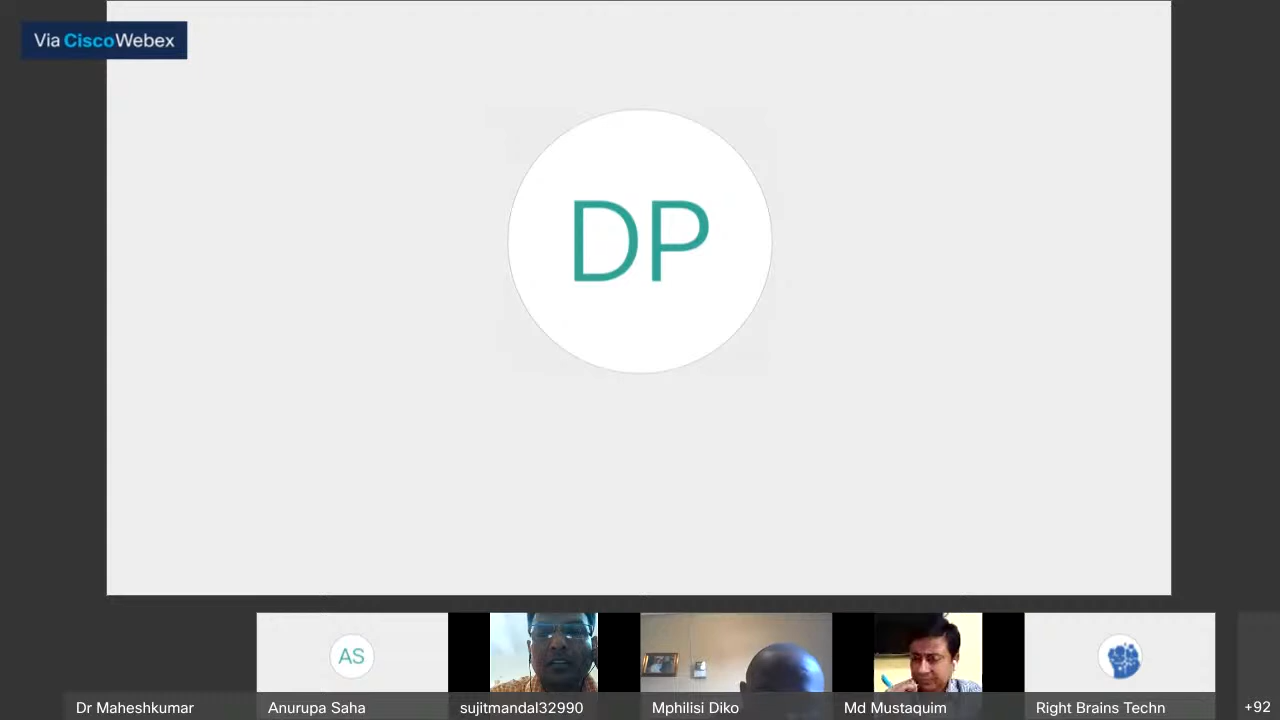 Via CiscoWebex
DP
AS
Dr Maheshkumar
Anurupa Saha
sujitmandal32990
Mphilisi Diko
Md Mustaquim
Right Brains Techn
+92